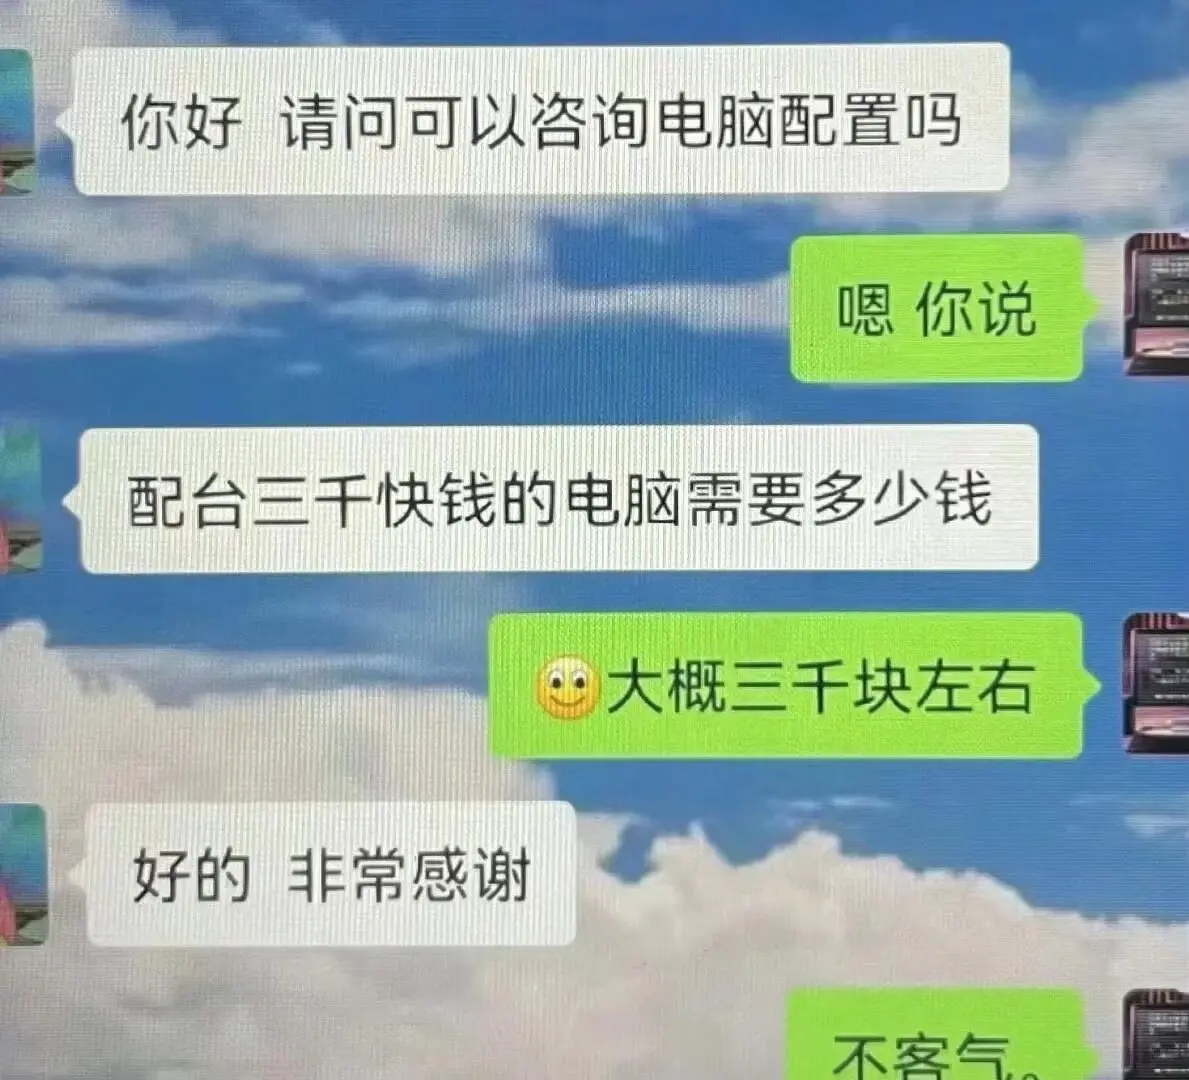 你好 请问可以咨询电脑配置吗
嗯 你说
配台三千快钱的电脑需要多少钱
大概三千块左右
好的 非常感谢
不客气。